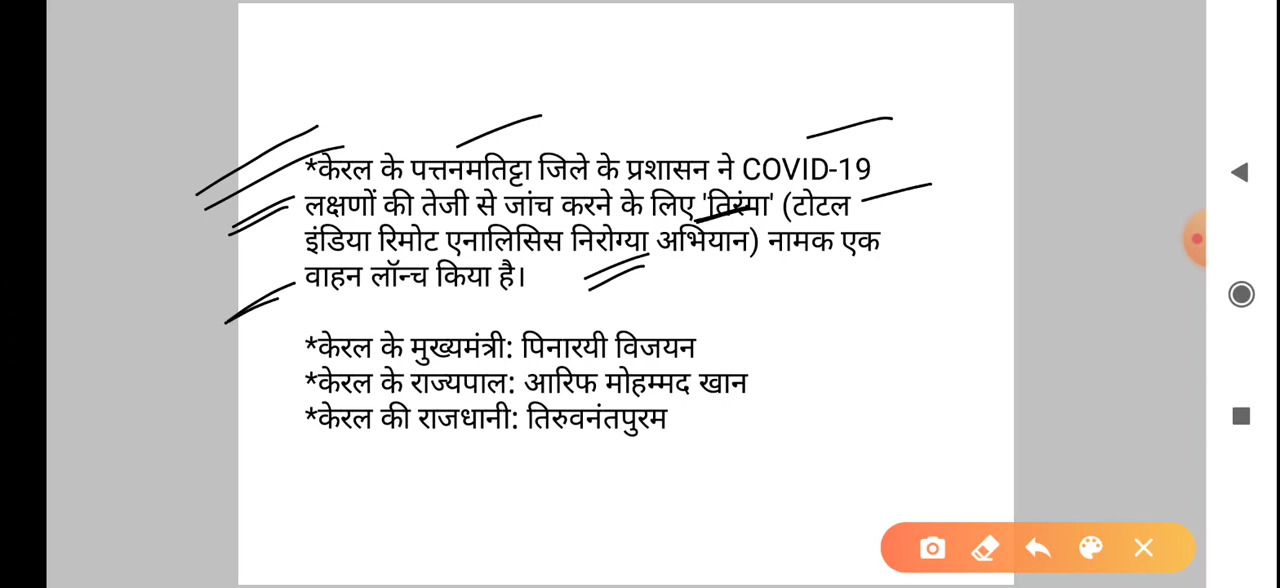 *केरल के पत्तनमतिट्टा जिले के प्रशासन ने COVID-19
लक्षणों की तेजी से जांच करने के लिए 'तिरंगा' (टोटल
इंडिया रिमोट एनालिसिस निरोग्या अभियान) नामक एक
वाहन लॉन्च किया है।
*केरल के मुख्यमंत्री: पिनारयी विजयन
*केरल के राज्यपाल: आरिफ मोहम्मद खान
*केरल की राजधानी: तिरुवनंतपुरम